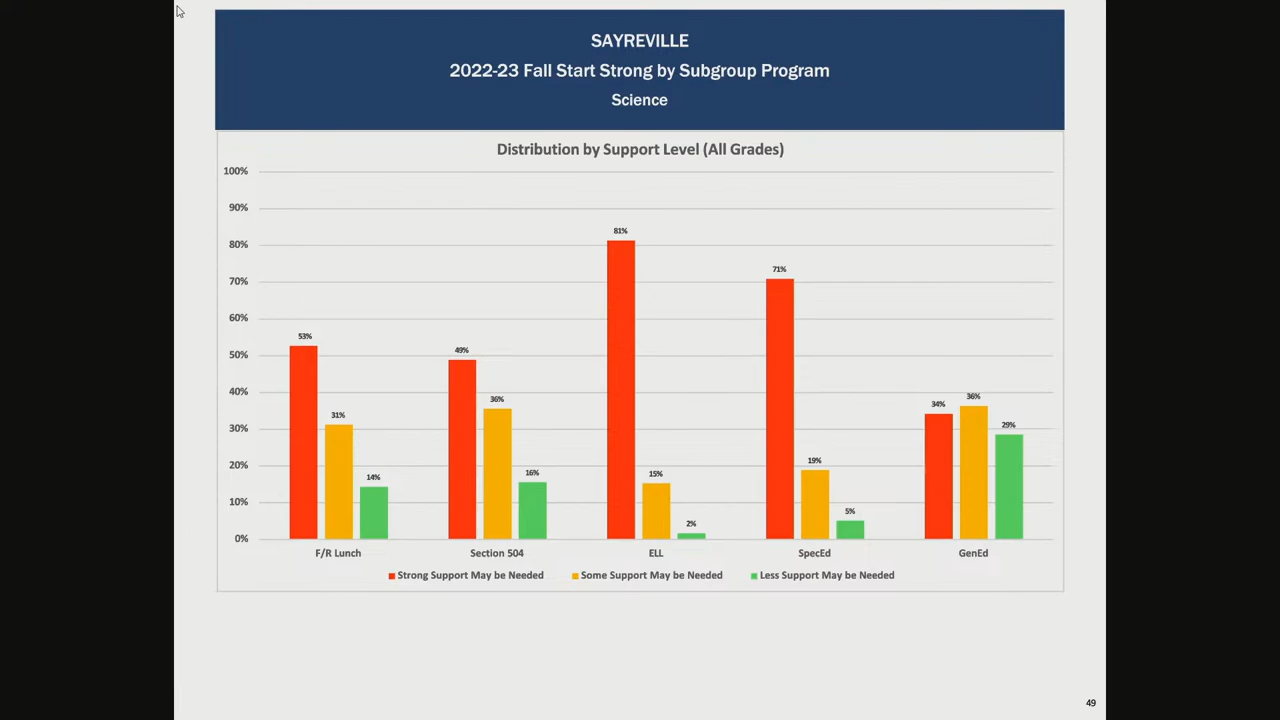 SAYREVILLE
2022-23 Fall Start Strong by Subgroup Program
Science
Distribution by Support Level (All Grades)
100%
90%
80%
70%
60%
50%
40%
30%
20%
10%
0%
53%
31%
14%
49%
36%
16%
81%
15%
2%
71%
19%
5%
34%
36%
29%
F/R Lunch
Section 504
ELL
SpecEd
GenEd
Strong Support May be Needed
Some Support May be Needed
Less Support May be Needed
49